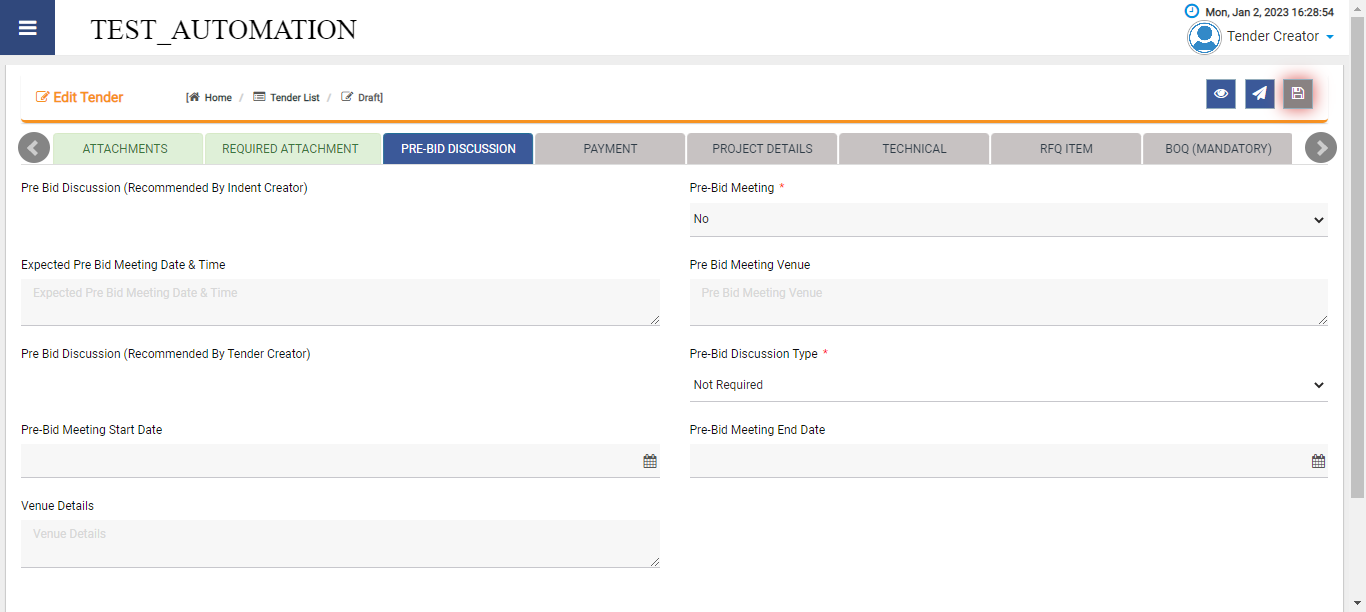 TEST_AUTOMATION
Mon, Jan 2, 2023 16:28:54
Tender Creator
Edit Tender
[ Home / Tender List / Draft]
ATTACHMENTS
REQUIRED ATTACHMENT
PRE-BID DISCUSSION
PAYMENT
PROJECT DETAILS
TECHNICAL
RFQ ITEM
BOQ (MANDATORY)
Pre Bid Discussion (Recommended By Indent Creator)
Pre-Bid Meeting *
No
Expected Pre Bid Meeting Date & Time
Pre Bid Meeting Venue
Expected Pre Bid Meeting Date & Time
Pre Bid Meeting Venue
Pre Bid Discussion (Recommended By Tender Creator)
Pre-Bid Discussion Type *
Not Required
Pre-Bid Meeting Start Date
Pre-Bid Meeting End Date
Venue Details
Venue Details